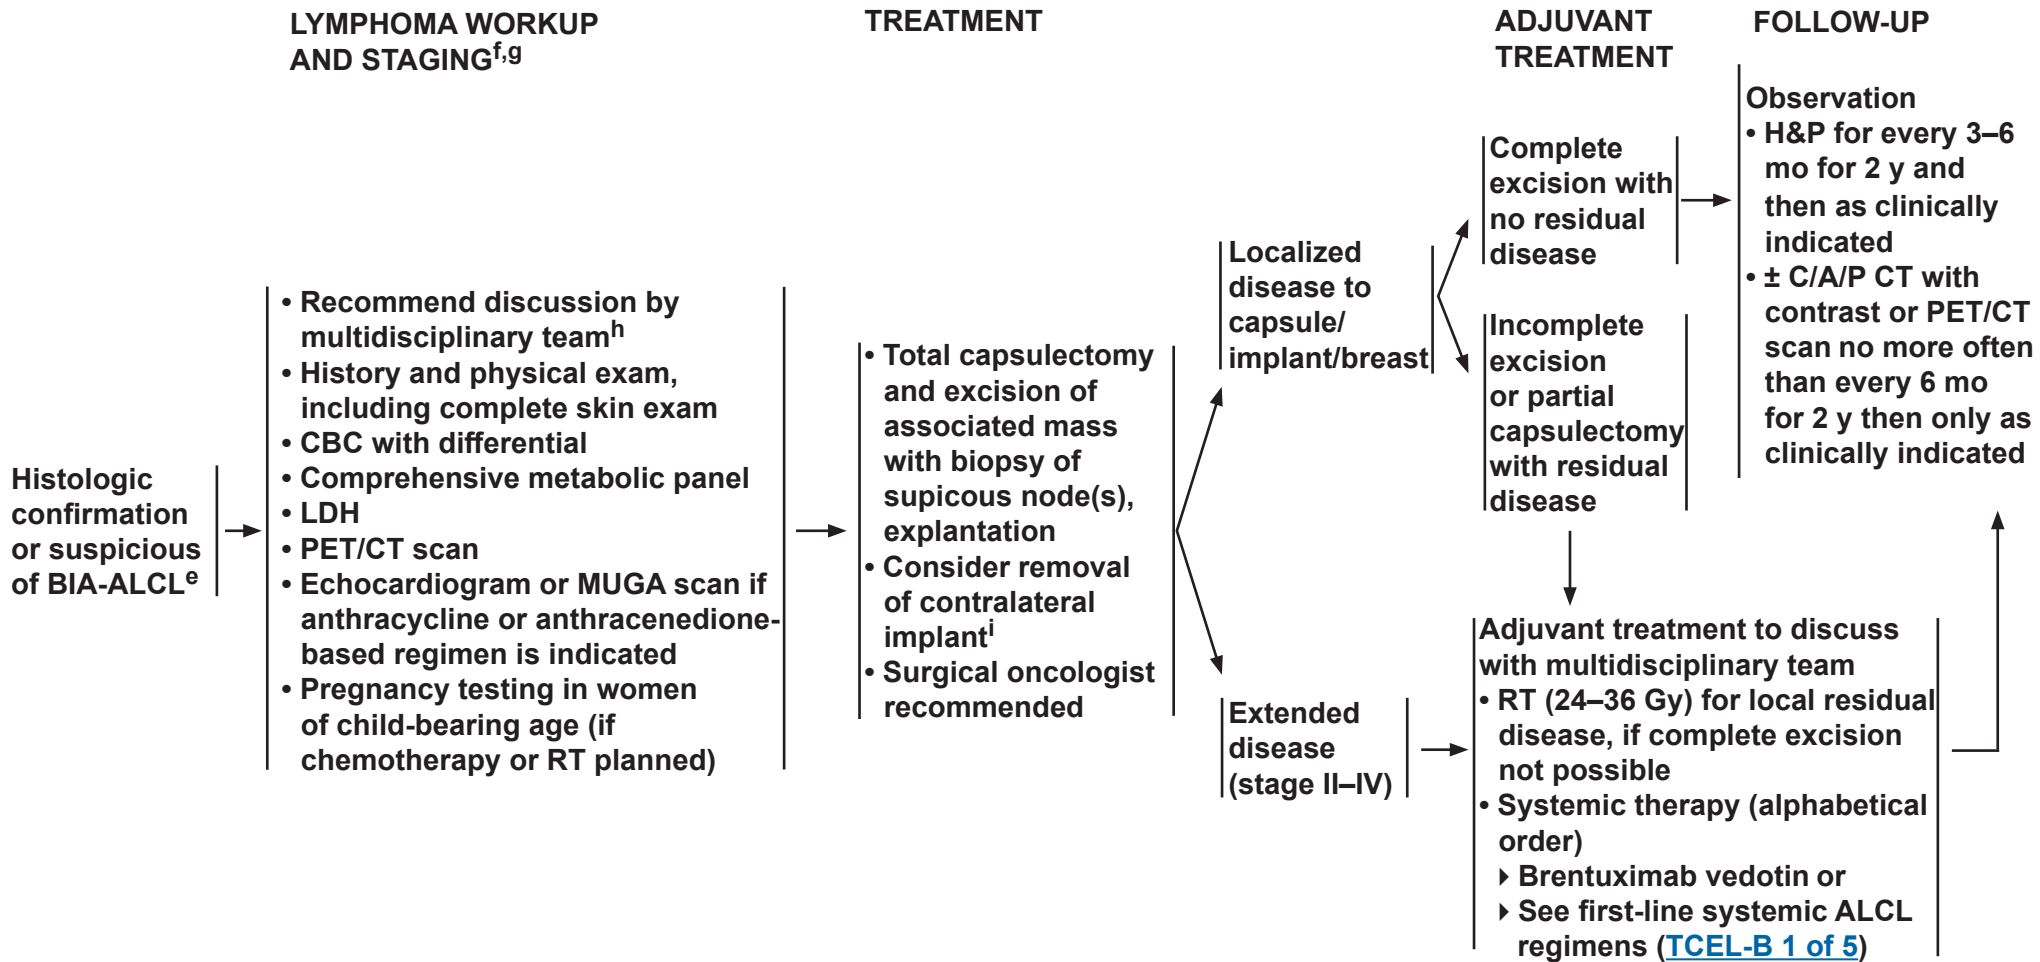 LYMPHOMA WORKUP
AND STAGINGf,g
TREATMENT
ADJUVANT
TREATMENT
FOLLOW-UP
Histologic
confirmation
or suspicious
of BIA-ALCLe
• Recommend discussion by
multidisciplinary teamh
• History and physical exam,
including complete skin exam
• CBC with differential
• Comprehensive metabolic panel
• LDH
• PET/CT scan
• Echocardiogram or MUGA scan if
anthracycline or anthracenedione-
based regimen is indicated
• Pregnancy testing in women
of child-bearing age (if
chemotherapy or RT planned)
• Total capsulectomy
and excision of
associated mass
with biopsy of
supicous node(s),
explantation
• Consider removal
of contralateral
implanti
• Surgical oncologist
recommended
Localized
disease to
capsule/
implant/breast
Extended
disease
(stage II–IV)
Complete
excision with
no residual
disease
Incomplete
excision
or partial
capsulectomy
with residual
disease
Adjuvant treatment to discuss
with multidisciplinary team
• RT (24–36 Gy) for local residual
disease, if complete excision
not possible
• Systemic therapy (alphabetical
order)
▸ Brentuximab vedotin or
▸ See first-line systemic ALCL
regimens (TCEL-B 1 of 5)
Observation
• H&P for every 3–6
mo for 2 y and
then as clinically
indicated
• ± C/A/P CT with
contrast or PET/CT
scan no more often
than every 6 mo
for 2 y then only as
clinically indicated